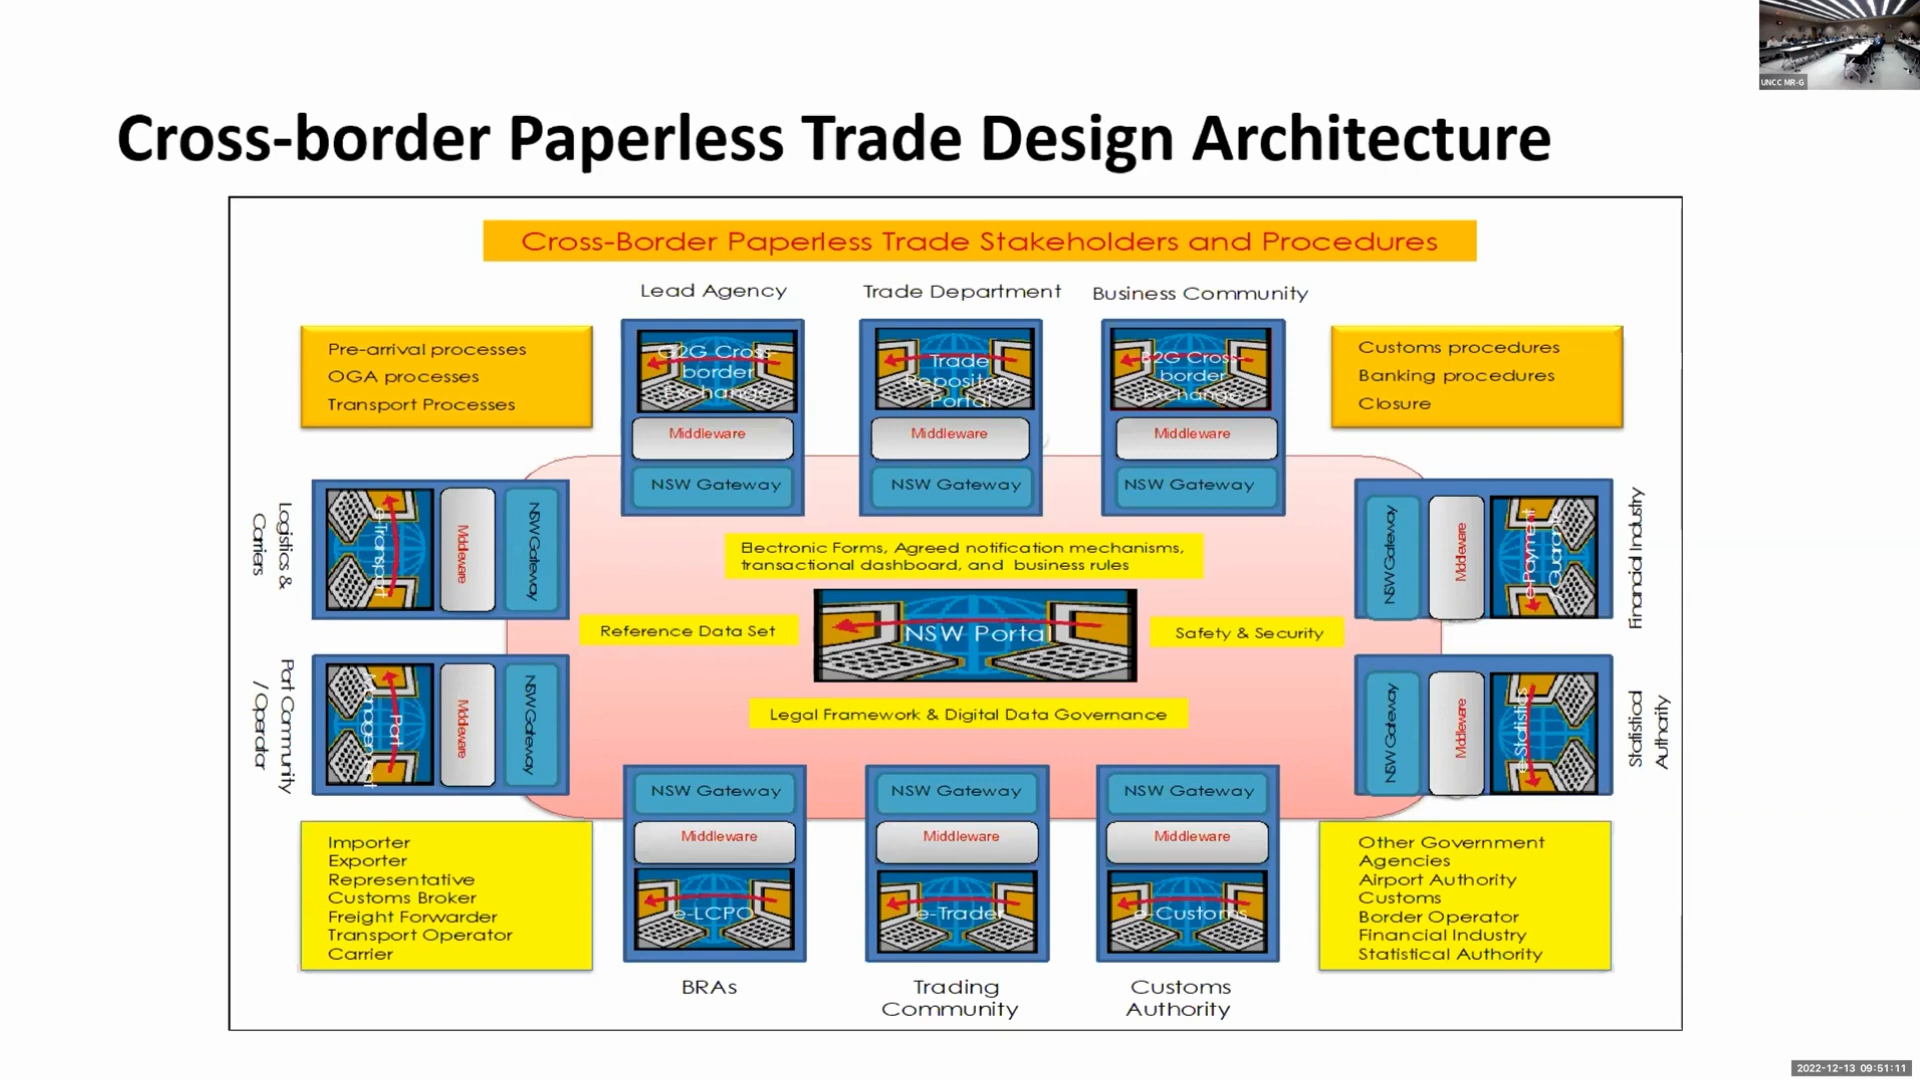 UNCC MR-G
Cross-border Paperless Trade Design Architecture
Cross-Border Paperless Trade Stakeholders and Procedures
Lead Agency
Trade Department
Business Community
Pre-arrival processes
OGA processes
Transport Processes
G2G Cross-
border
Exchange
Middleware
NSW Gateway
Trade
Repository
Portal
Middleware
NSW Gateway
B2G Cross-
border
Exchange
Middleware
NSW Gateway
Customs procedures
Banking procedures
Closure
Logistics &
Carriers
e-Transport
Middleware
NSW Gateway
Electronic Forms, Agreed notification mechanisms,
transactional dashboard, and business rules
NSW Gateway
Middleware
e-Payment
Financial Industry
Reference Data Set
NSW Portal
Safety & Security
Port Community
/ Operator
Port
Management
Middleware
NSW Gateway
Legal Framework & Digital Data Governance
NSW Gateway
Middleware
e-Statistics
Statistical
Authority
Importer
Exporter
Representative
Customs Broker
Freight Forwarder
Transport Operator
Carrier
NSW Gateway
Middleware
e-LCPO
BRAs
NSW Gateway
Middleware
e-Trader
Trading
Community
NSW Gateway
Middleware
e-Customs
Customs
Authority
Other Government
Agencies
Airport Authority
Customs
Border Operator
Financial Industry
Statistical Authority
2022-12-13 09:51:11